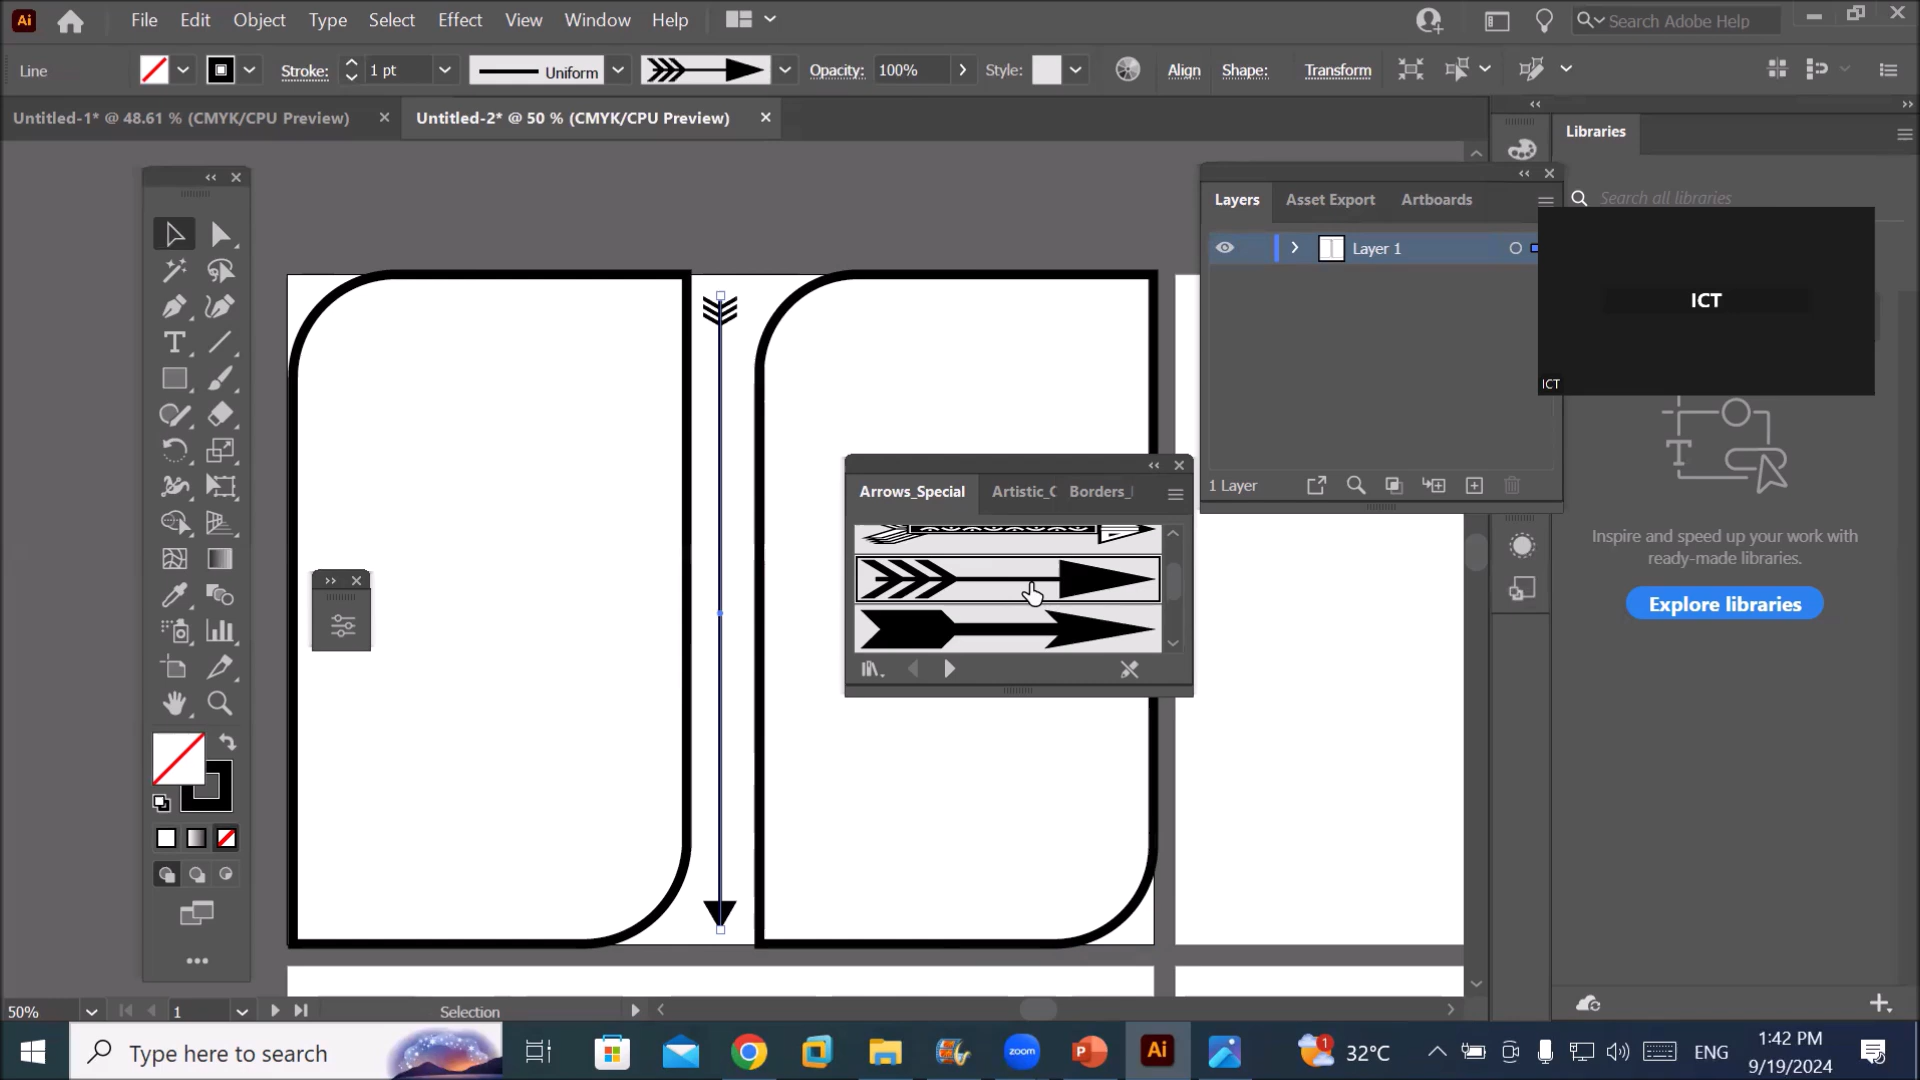 Ai File Edit Object Type Select Effect View Window Help Search Adobe Help
Line Stroke: 1 pt Uniform Opacity: 100% Style: Align Shape: Transform
Untitled-1* @ 48.61 % (CMYK/CPU Preview) Untitled-2* @ 50 % (CMYK/CPU Preview)
Libraries
Search all libraries
Layers Asset Export Artboards
Layer 1
ICT
ICT
1 Layer
Arrows_Special Artistic_C Borders_
Inspire and speed up your work with
ready-made libraries.
Explore libraries
50% 1 Selection
Type here to search
zoom
P
Ai
1
32°C
ENG
1:42 PM
9/19/2024